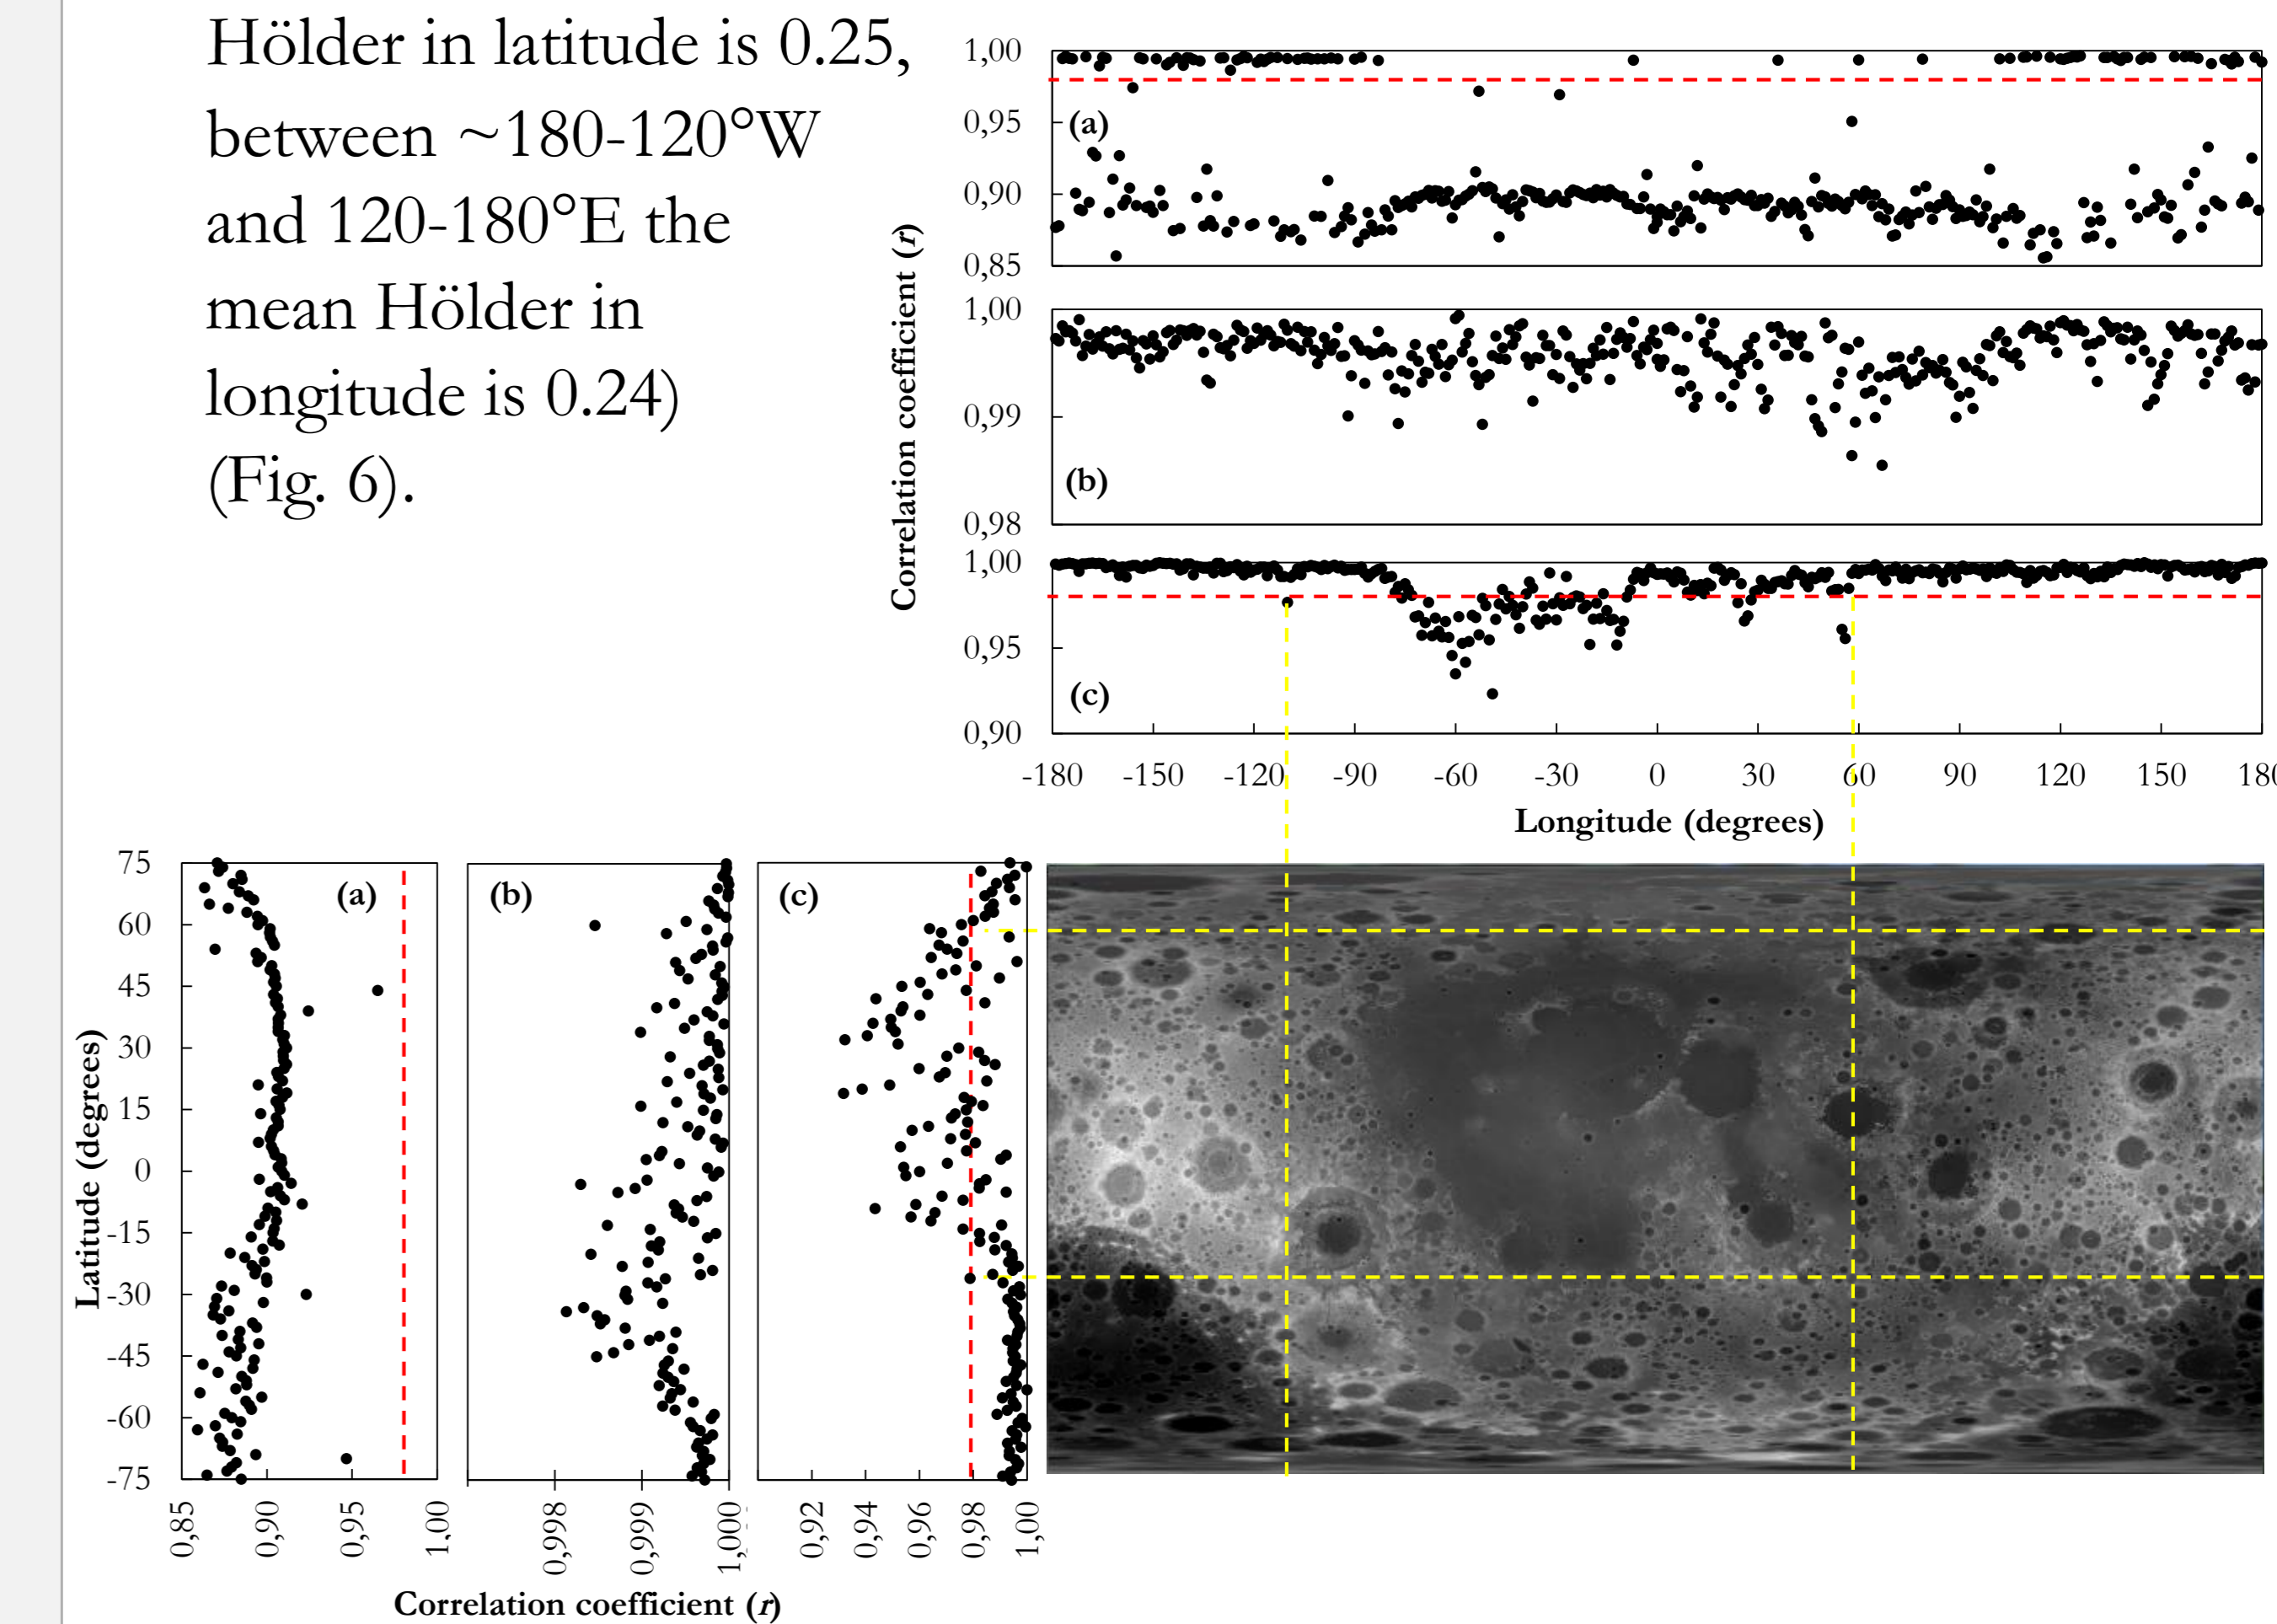 Hölder in latitude is 0.25,
between ~180-120°W
and 120-180°E the
mean Hölder in
longitude is 0.24)
(Fig. 6).
Correlation coefficient (r)
1,00
0,95
0,90
0,85
(a)
1,00
0,99
0,98
(b)
1,00
0,95
0,90
(c)
-180 -150 -120 -90 -60 -30 0 30 60 90 120 150 180
Longitude (degrees)
Latitude (degrees)
75
60
45
30
15
0
-15
-30
-45
-60
-75
(a) (b) (c)
0,85 0,90 0,95 1,00 0,998 0,9999 1,000 0,92 0,94 0,96 0,98 1,00
Correlation coefficient (r)